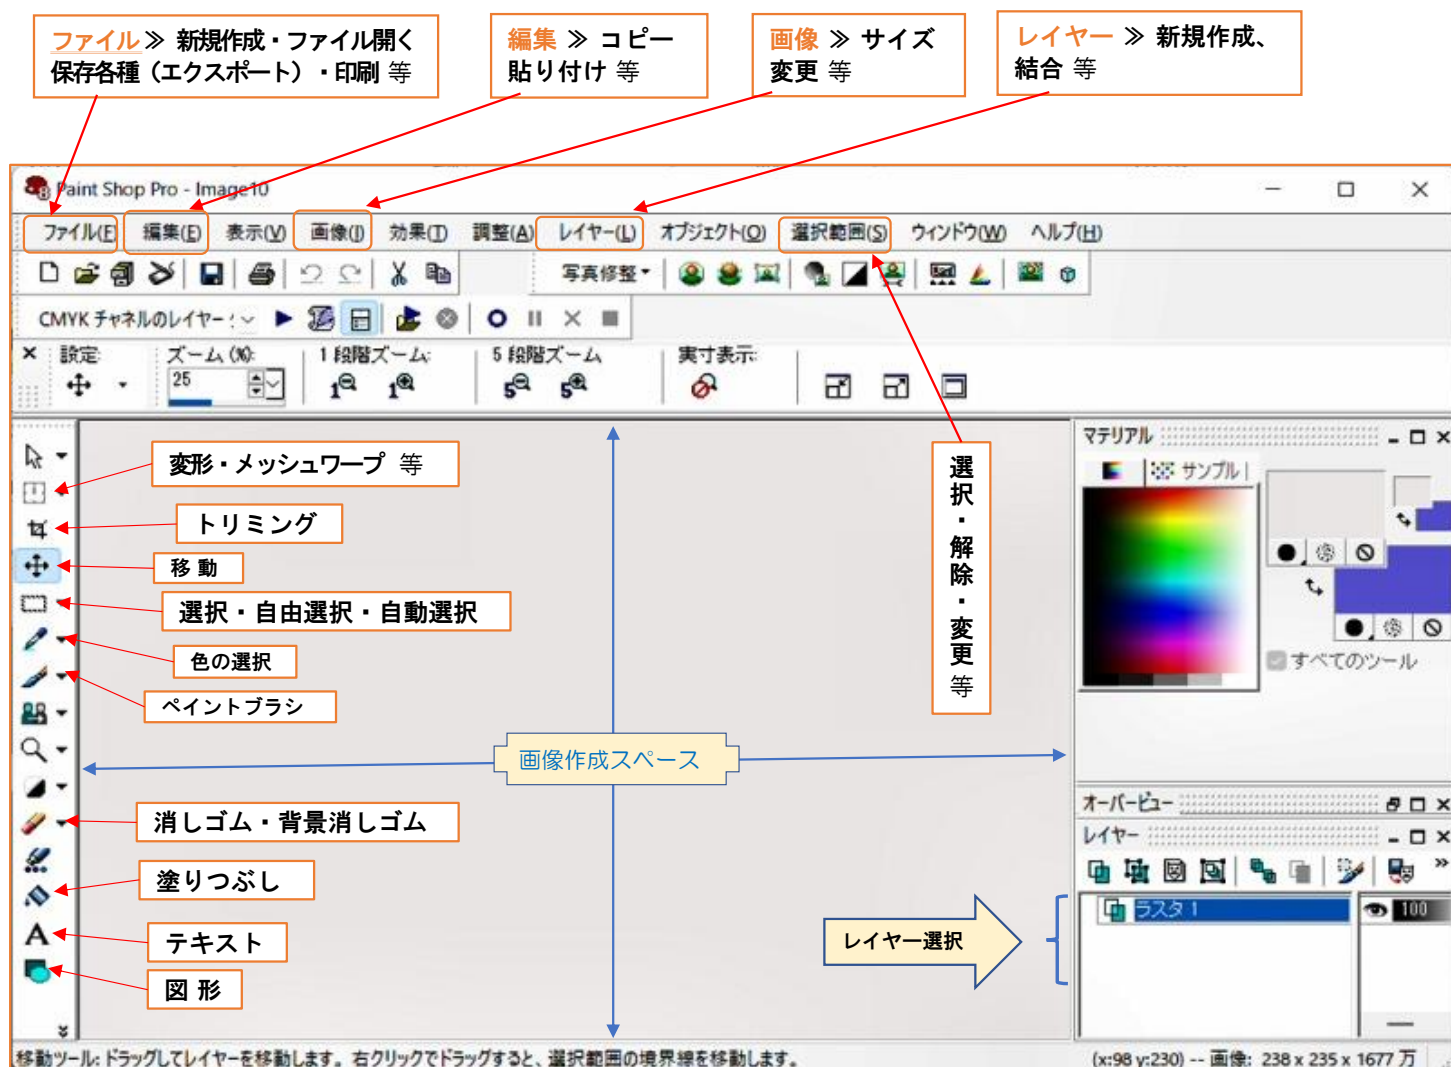 ファイル ≫ 新規作成・ファイル開く
保存各種（エクスポート）・印刷 等
編集 ≫ コピー
貼り付け 等
画像 ≫ サイズ
変更 等
レイヤー ≫ 新規作成、
結合 等
Paint Shop Pro - Image10
ファイル(F) 編集(E) 表示(V) 画像(I) 効果(T) 調整(A) レイヤー(L) オブジェクト(O) 選択範囲(S) ウィンドウ(W) ヘルプ(H)
写真修整
CMYK チャネルのレイヤー :
設定: ズーム (%): 1 段階ズーム: 5 段階ズーム 実寸表示:
25
変形・メッシュワープ 等
トリミング
移 動
選択・自由選択・自動選択
色の選択
ペイントブラシ
画像作成スペース
消しゴム・背景消しゴム
塗りつぶし
テキスト
図 形
選択・解除・変更 等
マテリアル
サンプル
すべてのツール
オーバービュー
レイヤー
ラスタ 1
100
レイヤー選択
移動ツール: ドラッグしてレイヤーを移動します。右クリックでドラッグすると、選択範囲の境界線を移動します。
(x:98 y:230) -- 画像: 238 x 235 x 1677 万